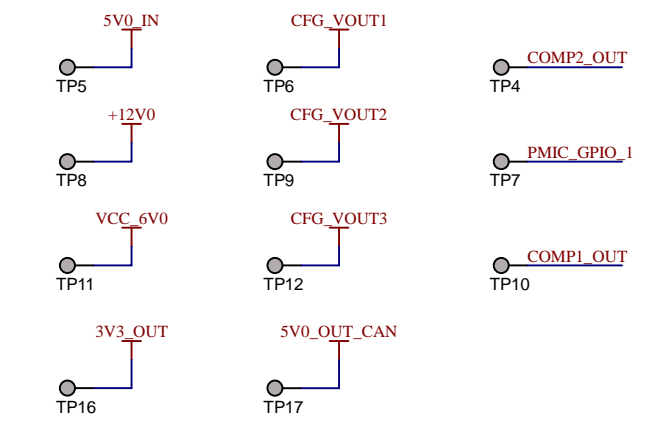 5V0_IN
CFG_VOUT1
COMP2_OUT
TP5
TP6
TP4
+12V0
CFG_VOUT2
PMIC_GPIO_1
TP8
TP9
TP7
VCC_6V0
CFG_VOUT3
COMP1_OUT
TP11
TP12
TP10
3V3_OUT
5V0_OUT_CAN
TP16
TP17